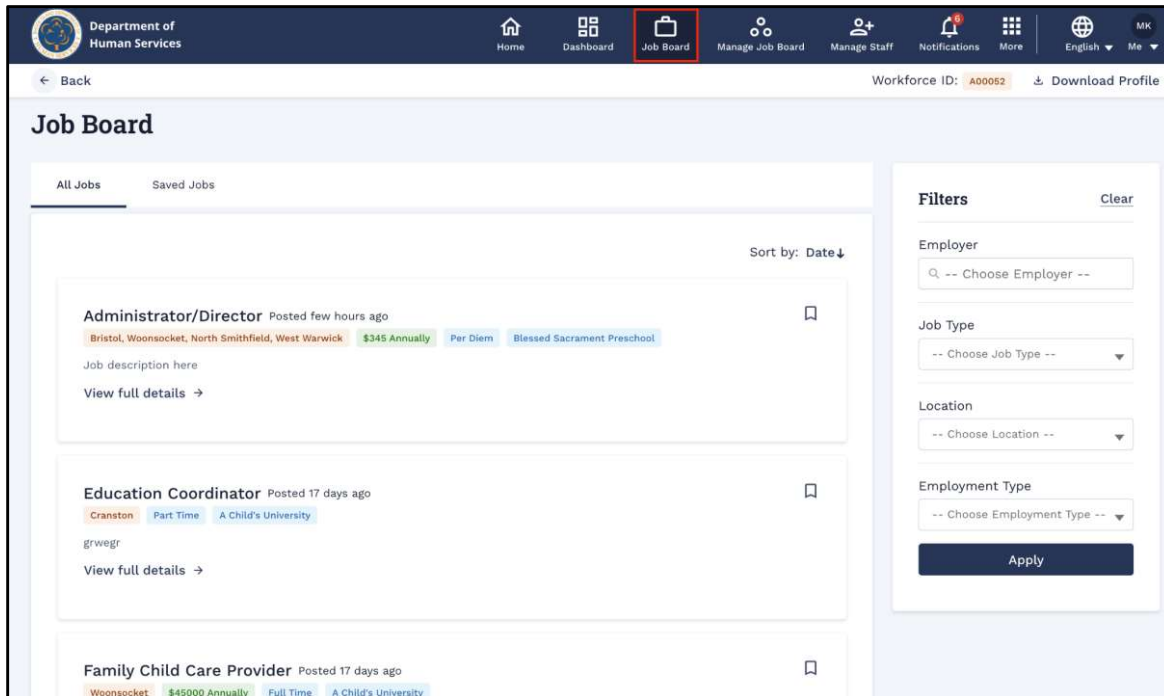 Department of
Human Services
Home
Dashboard
Job Board
Manage Job Board
Manage Staff
6
Notifications
More
English
MK
Me
← Back
Workforce ID: A00052
Download Profile
Job Board
All Jobs
Saved Jobs
Sort by: Date↓
Administrator/Director Posted few hours ago
Bristol, Woonsocket, North Smithfield, West Warwick $345 Annually Per Diem Blessed Sacrament Preschool
Job description here
View full details →
Education Coordinator Posted 17 days ago
Cranston Part Time A Child's University
grwegr
View full details →
Family Child Care Provider Posted 17 days ago
Woonsocket $45000 Annually Full Time A Child's University
Filters Clear
Employer
-- Choose Employer --
Job Type
-- Choose Job Type --
Location
-- Choose Location --
Employment Type
-- Choose Employment Type --
Apply